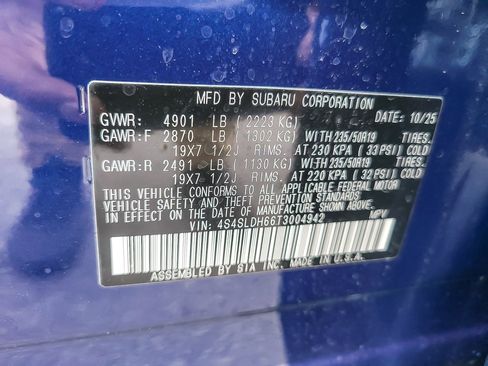 MFD BY SUBARU CORPORATION
GVWR: 4901 LB (2223 KG) DATE: 10/25
GAWR:F 2870 LB (1302 KG) WITH 235/50R19
19X7 1/2J RIMS. AT 230 KPA (33 PSI) COLD
GAWR:R 2491 LB (1130 KG) WITH 235/50R19
19X7 1/2J RIMS. AT 220 KPA (32 PSI) COLD
THIS VEHICLE CONFORMS TO ALL APPLICABLE FEDERAL MOTOR
VEHICLE SAFETY AND THEFT PREVENTION STANDARDS IN EFFECT
ON THE DATE OF MANUFACTURE SHOWN ABOVE.
VIN: 4S4SLDH66T3004942 MPV
ASSEMBLED BY SIA INC. MADE IN U.S.A.